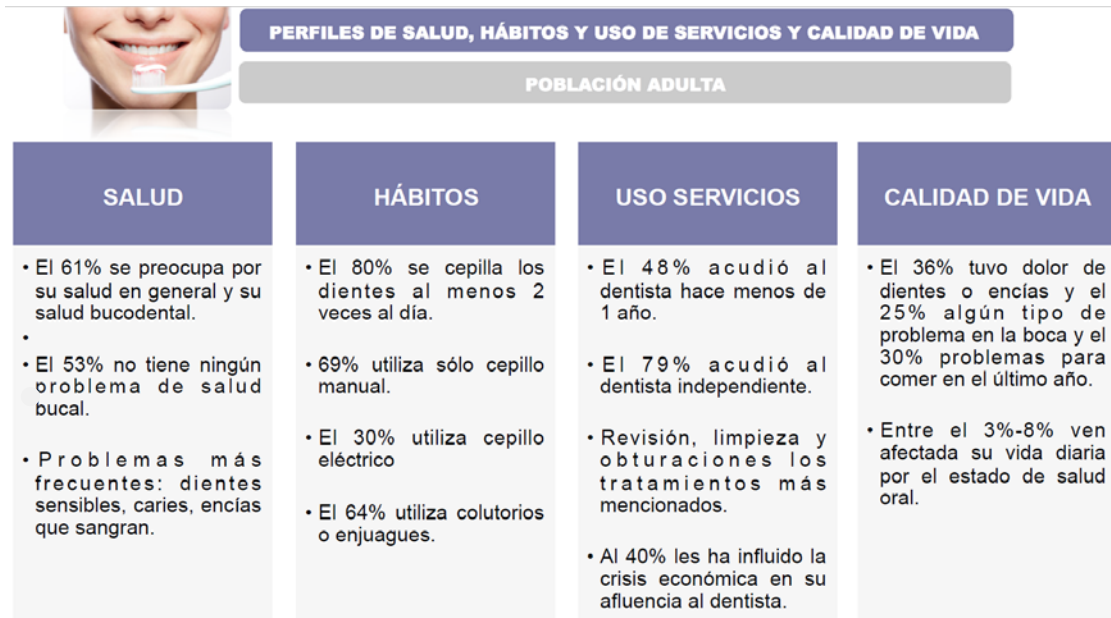 PERFILES DE SALUD, HÁBITOS Y USO DE SERVICIOS Y CALIDAD DE VIDA
POBLACIÓN ADULTA
SALUD
• El 61% se preocupa por
su salud en general y su
salud bucodental.
•
• El 53% no tiene ningún
problema de salud
bucal.
• Problemas más
frecuentes: dientes
sensibles, caries, encías
que sangran.
HÁBITOS
• El 80% se cepilla los
dientes al menos 2
veces al día.
• 69% utiliza sólo cepillo
manual.
• El 30% utiliza cepillo
eléctrico
• El 64% utiliza colutorios
o enjuagues.
USO SERVICIOS
• El 48% acudió al
dentista hace menos de
1 año.
• El 79% acudió al
dentista independiente.
• Revisión, limpieza y
obturaciones los
tratamientos más
mencionados.
• Al 40% les ha influido la
crisis económica en su
afluencia al dentista.
CALIDAD DE VIDA
• El 36% tuvo dolor de
dientes o encías y el
25% algún tipo de
problema en la boca y el
30% problemas para
comer en el último año.
• Entre el 3%-8% ven
afectada su vida diaria
por el estado de salud
oral.